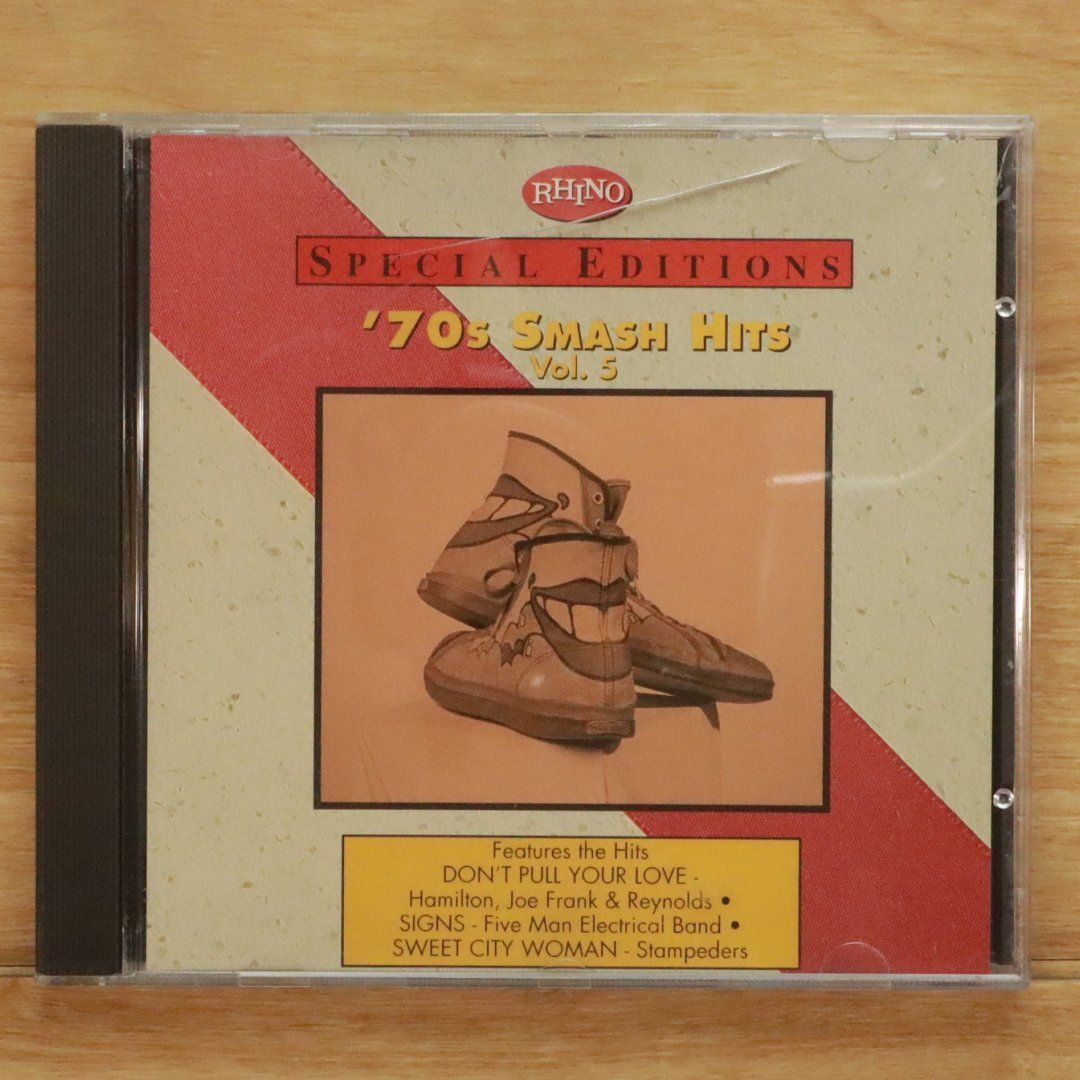 RHINO
SPECIAL EDITIONS
'70s SMASH HITS
Vol. 5
Features the Hits
DON'T PULL YOUR LOVE -
Hamilton, Joe Frank & Reynolds •
SIGNS - Five Man Electrical Band •
SWEET CITY WOMAN - Stampeders